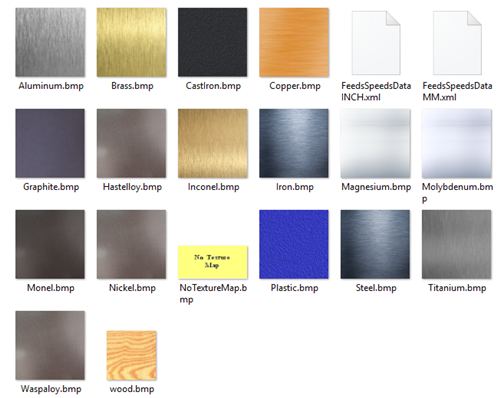 Aluminum.bmp
Brass.bmp
CastIron.bmp
Copper.bmp
FeedsSpeedsData
INCH.xml
FeedsSpeedsData
MM.xml
Graphite.bmp
Hastelloy.bmp
Inconel.bmp
Iron.bmp
Magnesium.bmp
Molybdenum.bm
p
Monel.bmp
Nickel.bmp
No Texture
Map
NoTextureMap.b
mp
Plastic.bmp
Steel.bmp
Titanium.bmp
Waspaloy.bmp
wood.bmp